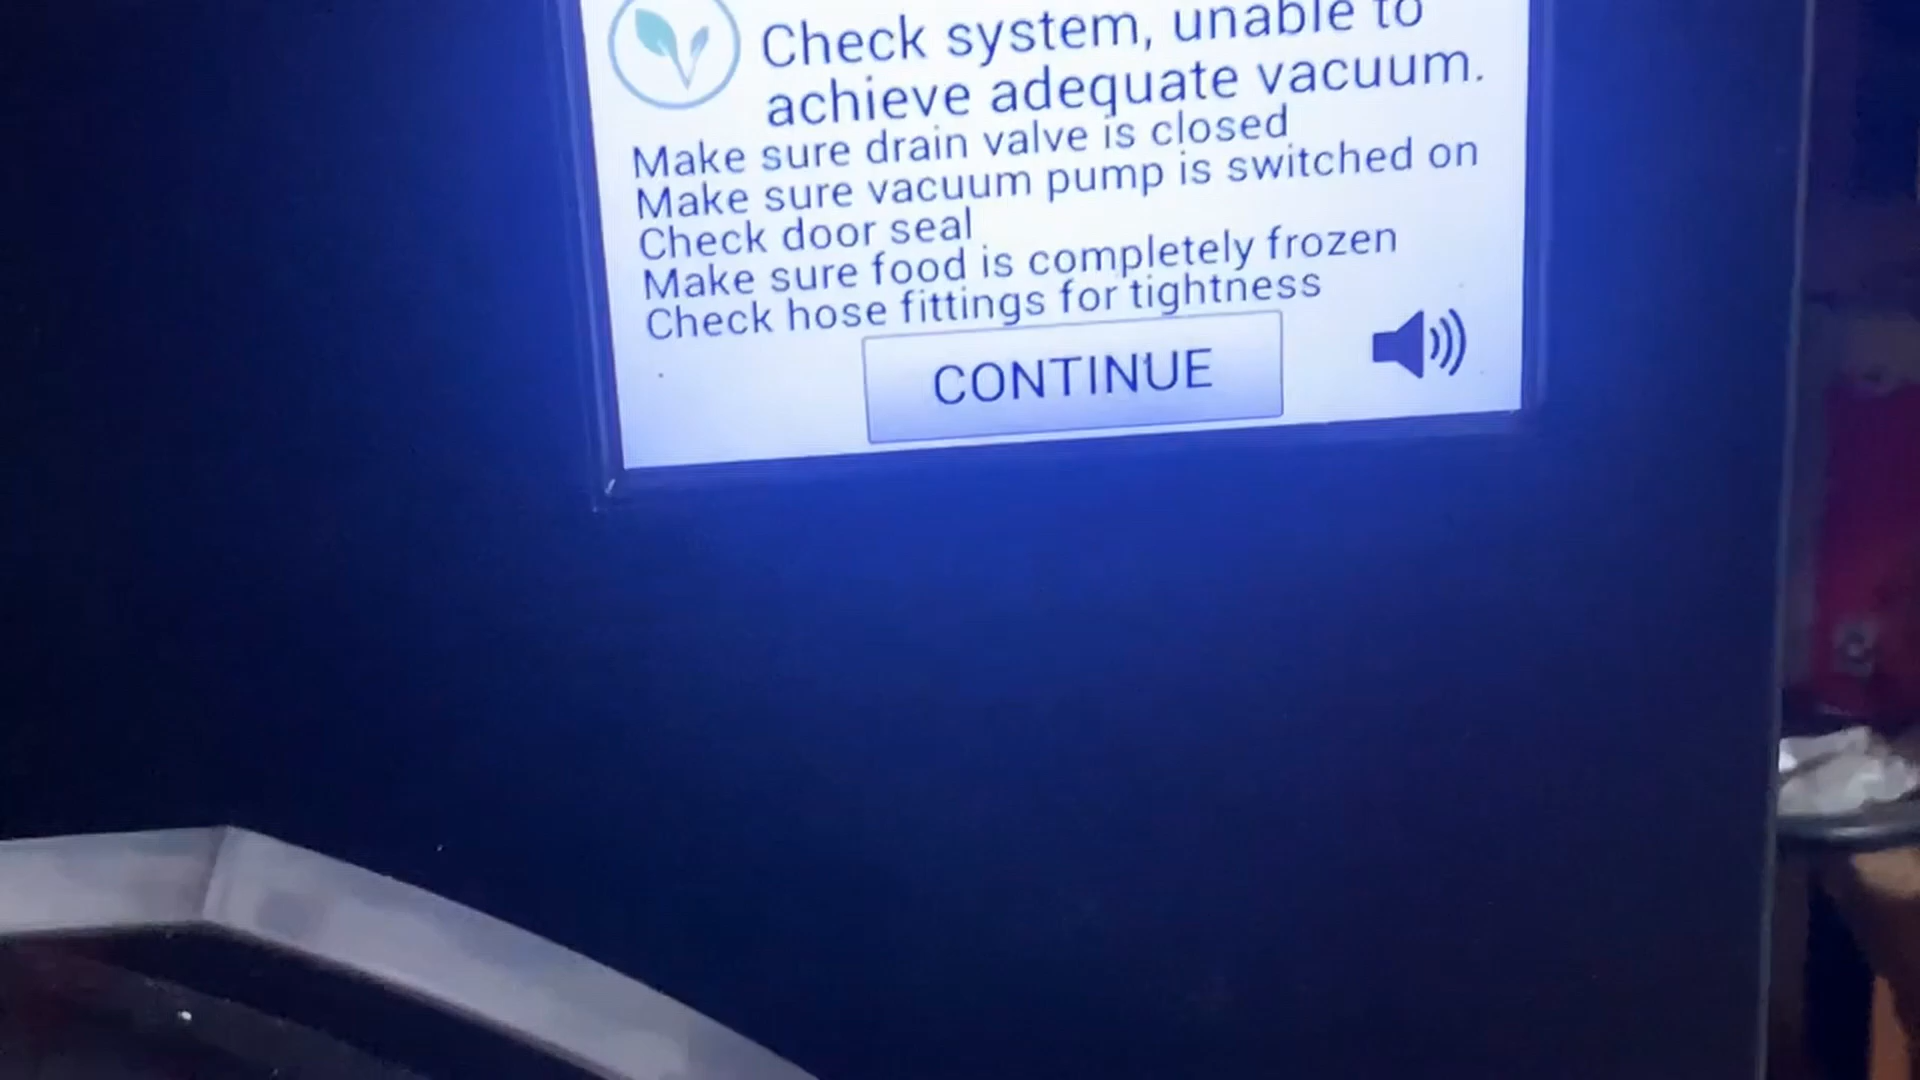 Check system, unable to
achieve adequate vacuum.
Make sure drain valve is closed
Make sure vacuum pump is switched on
Check door seal
Make sure food is completely frozen
Check hose fittings for tightness
CONTINUE